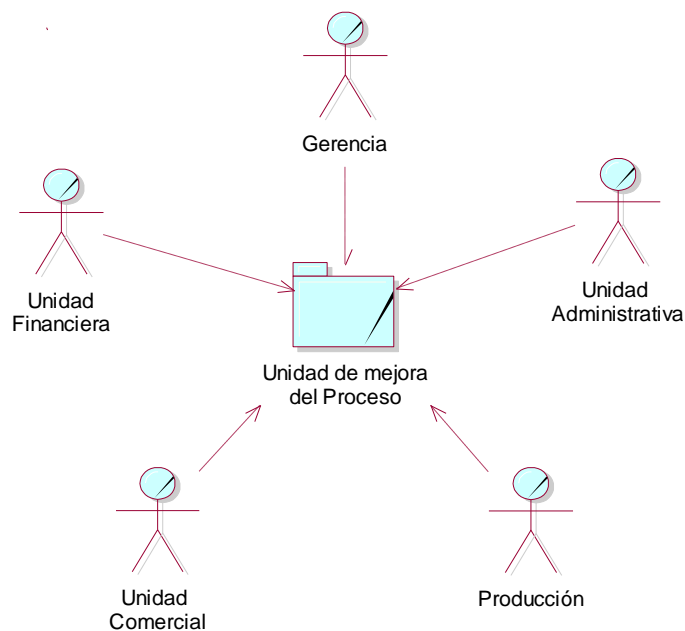 Gerencia
Unidad
Financiera
Unidad
Administrativa
Unidad de mejora
del Proceso
Unidad
Comercial
Producción